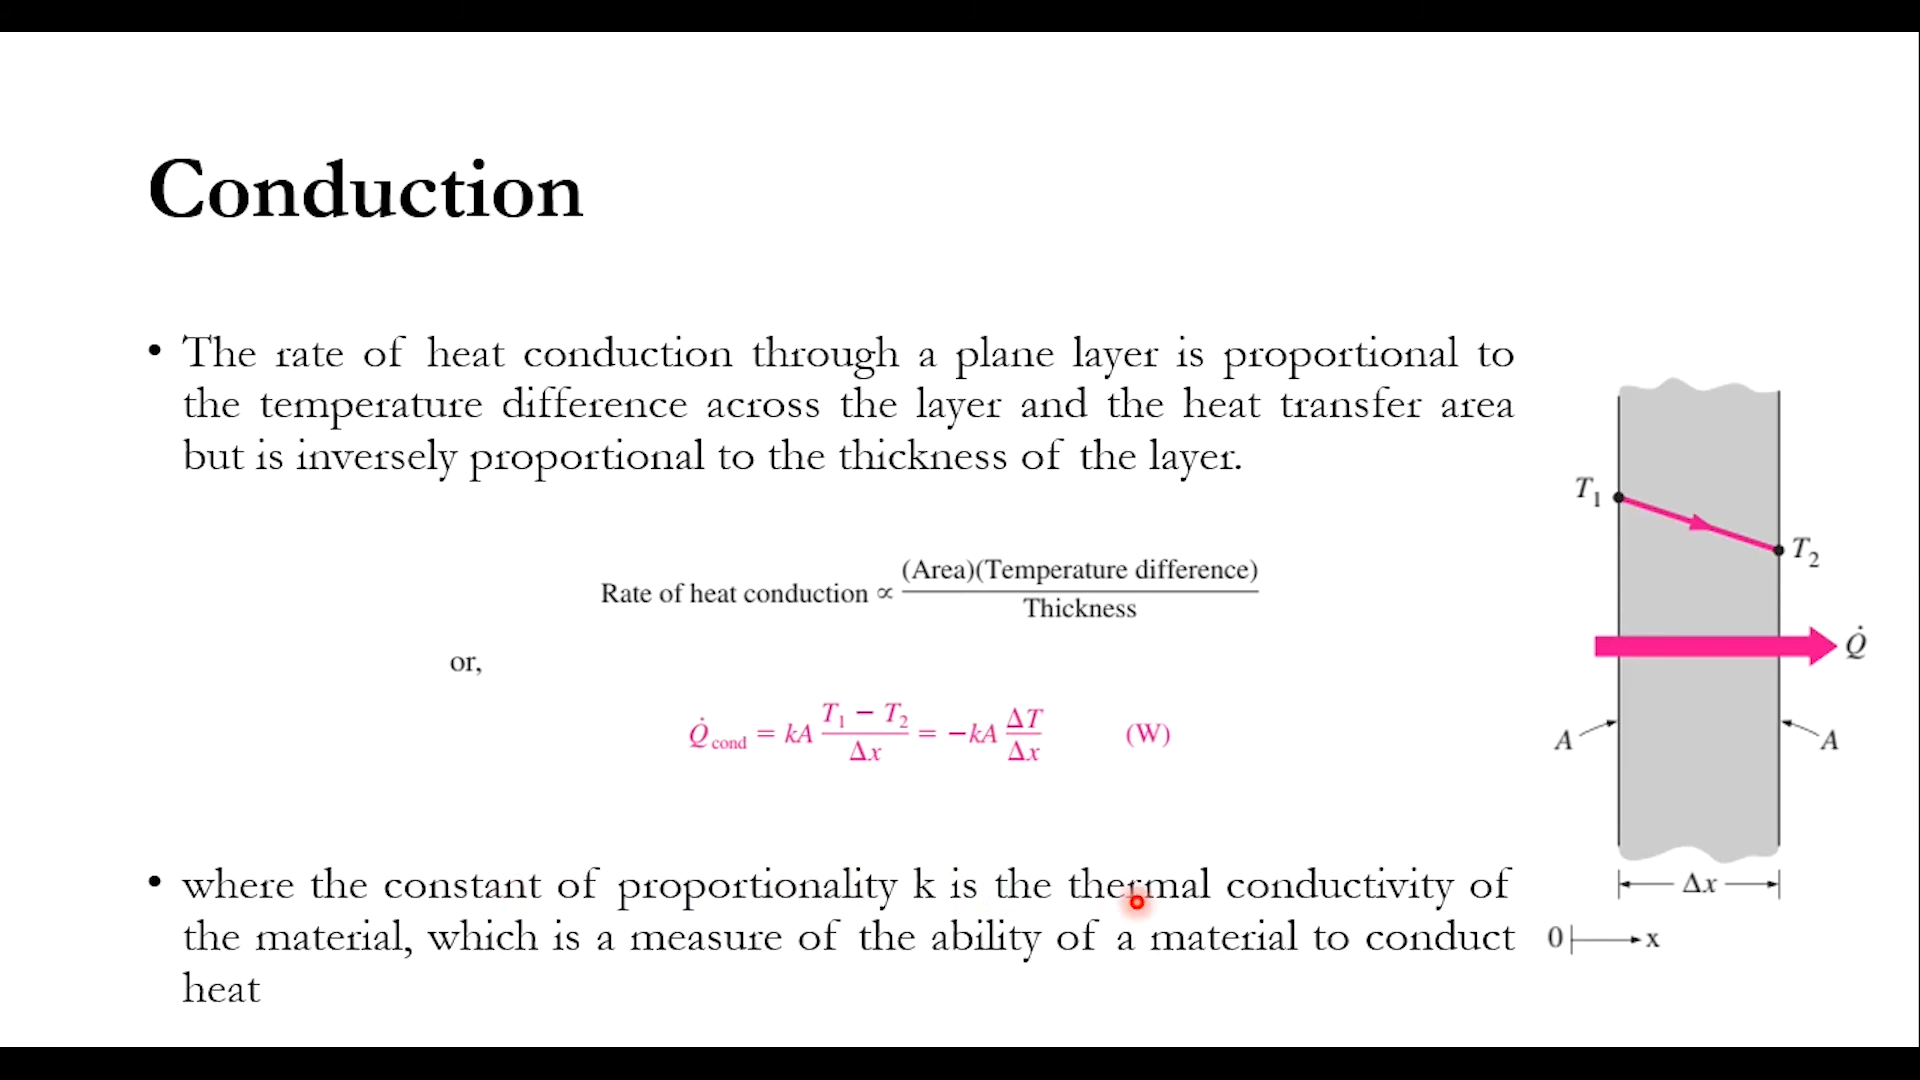 Conduction
• The rate of heat conduction through a plane layer is proportional to
the temperature difference across the layer and the heat transfer area
but is inversely proportional to the thickness of the layer.
Rate of heat conduction ∝ (Area)(Temperature difference) / Thickness
or,
Q̇cond = kA (T₁ − T₂)/Δx = −kA ΔT/Δx (W)
• where the constant of proportionality k is the thermal conductivity of
the material, which is a measure of the ability of a material to conduct
heat
T₁
T₂
Q̇
A
A
Δx
0
x